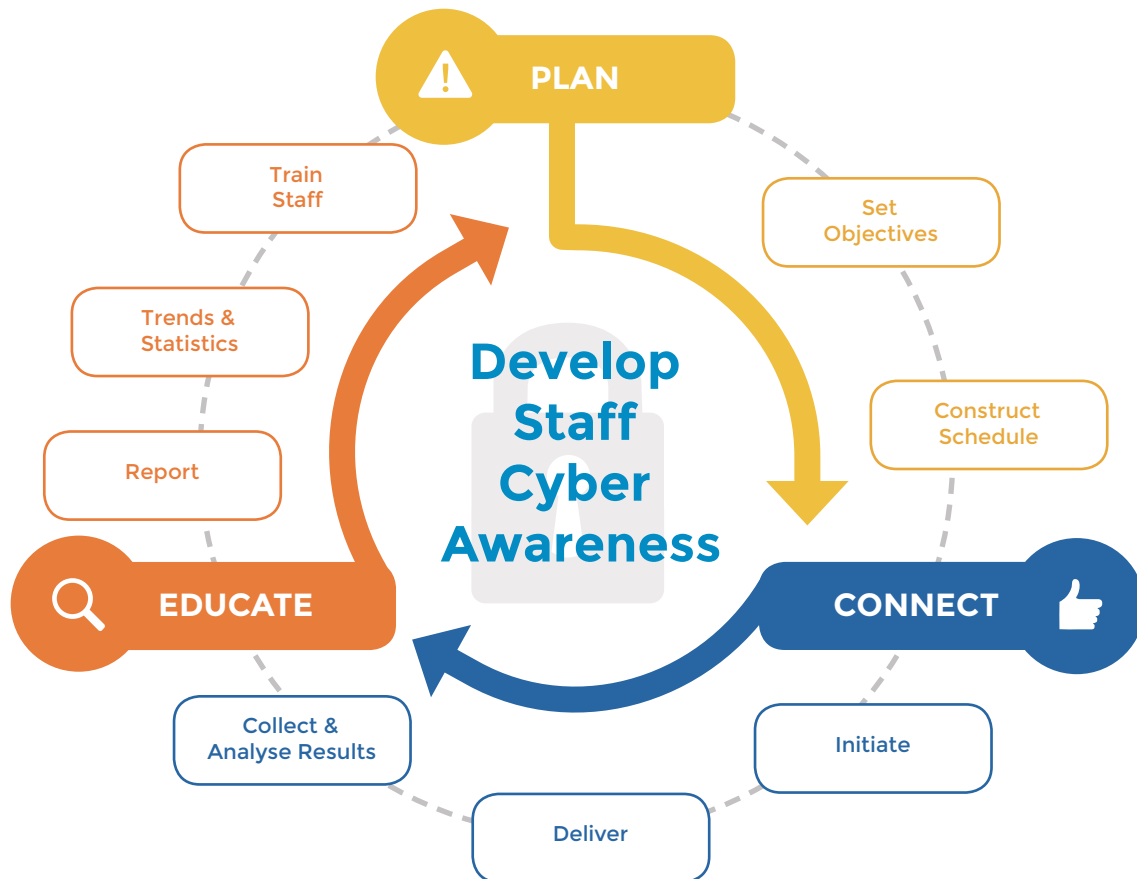 PLAN
Set
Objectives
Construct
Schedule
CONNECT
Initiate
Deliver
Collect &
Analyse Results
EDUCATE
Report
Trends &
Statistics
Train
Staff
Develop
Staff
Cyber
Awareness